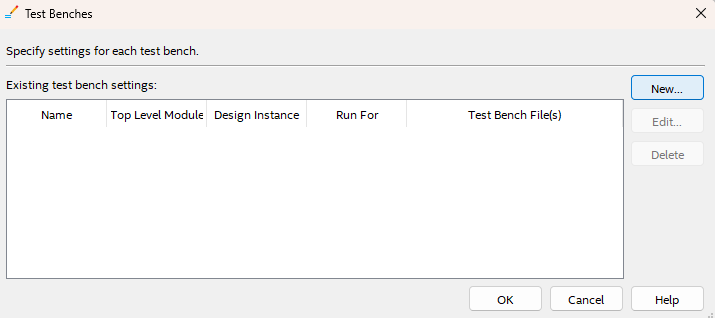 Test Benches
Specify settings for each test bench.
Existing test bench settings:
New...
Name Top Level Module Design Instance Run For Test Bench File(s)
Edit...
Delete
OK Cancel Help